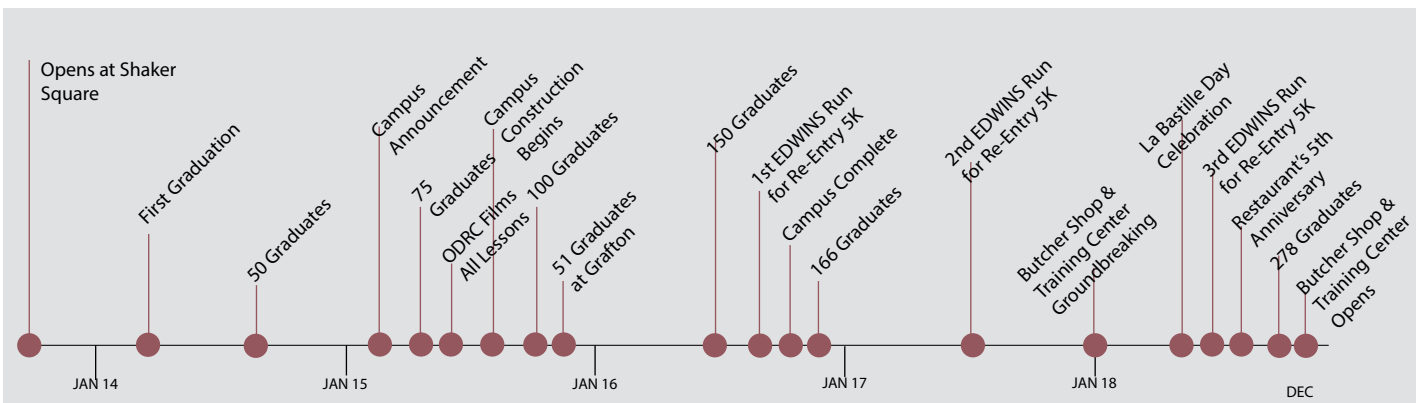 Opens at Shaker
Square
First Graduation
50 Graduates
Campus
Announcement
75
Graduates
ODRC Films
All Lessons
Campus
Construction
Begins
100 Graduates
51 Graduates
at Grafton
150 Graduates
1st EDWINS Run
for Re-Entry 5K
Campus Complete
166 Graduates
2nd EDWINS Run
for Re-Entry 5K
Butcher Shop &
Training Center
Groundbreaking
La Bastille Day
Celebration
3rd EDWINS Run
for Re-Entry 5K
Restaurant's 5th
Anniversary
278 Graduates
Butcher Shop &
Training Center
Opens
JAN 14
JAN 15
JAN 16
JAN 17
JAN 18
DEC